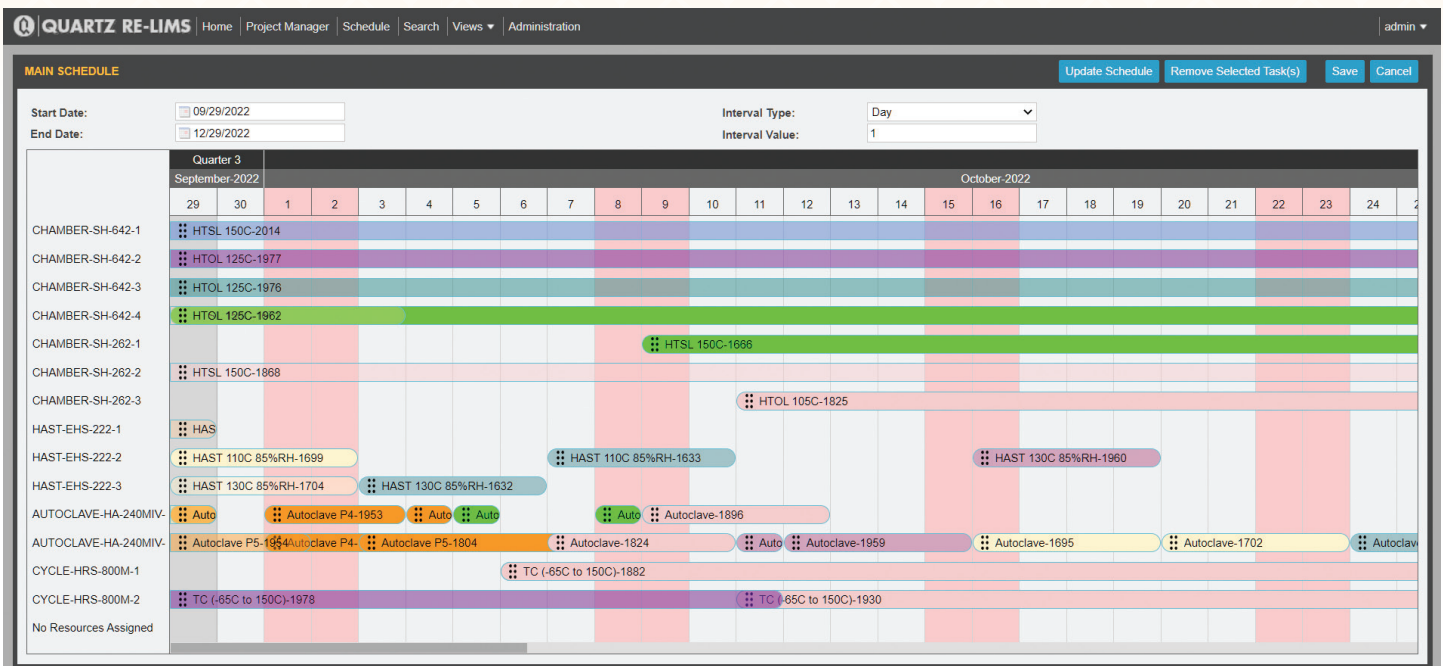 QUARTZ RE-LIMS Home Project Manager Schedule Search Views Administration admin
MAIN SCHEDULE Update Schedule Remove Selected Task(s) Save Cancel
Start Date: 09/29/2022 Interval Type: Day
End Date: 12/29/2022 Interval Value: 1
Quarter 3
September-2022 October-2022
29 30 1 2 3 4 5 6 7 8 9 10 11 12 13 14 15 16 17 18 19 20 21 22 23 24 2
CHAMBER-SH-642-1 HTSL 150C-2014
CHAMBER-SH-642-2 HTOL 125C-1977
CHAMBER-SH-642-3 HTOL 125C-1976
CHAMBER-SH-642-4 HTOL 125C-1962
CHAMBER-SH-262-1 HTSL 150C-1666
CHAMBER-SH-262-2 HTSL 150C-1868
CHAMBER-SH-262-3 HTOL 105C-1825
HAST-EHS-222-1 HAS
HAST-EHS-222-2 HAST 110C 85%RH-1699 HAST 110C 85%RH-1633 HAST 130C 85%RH-1960
HAST-EHS-222-3 HAST 130C 85%RH-1704 HAST 130C 85%RH-1632
AUTOCLAVE-HA-240MIV- Auto Autoclave P4-1953 Auto Auto Auto Autoclave-1896
AUTOCLAVE-HA-240MIV- Autoclave P5-1954 Autoclave P4- Autoclave P5-1804 Autoclave-1824 Auto Autoclave-1959 Autoclave-1695 Autoclave-1702 Autoclav
CYCLE-HRS-800M-1 TC (-65C to 150C)-1882
CYCLE-HRS-800M-2 TC (-65C to 150C)-1978 TC (-65C to 150C)-1930
No Resources Assigned